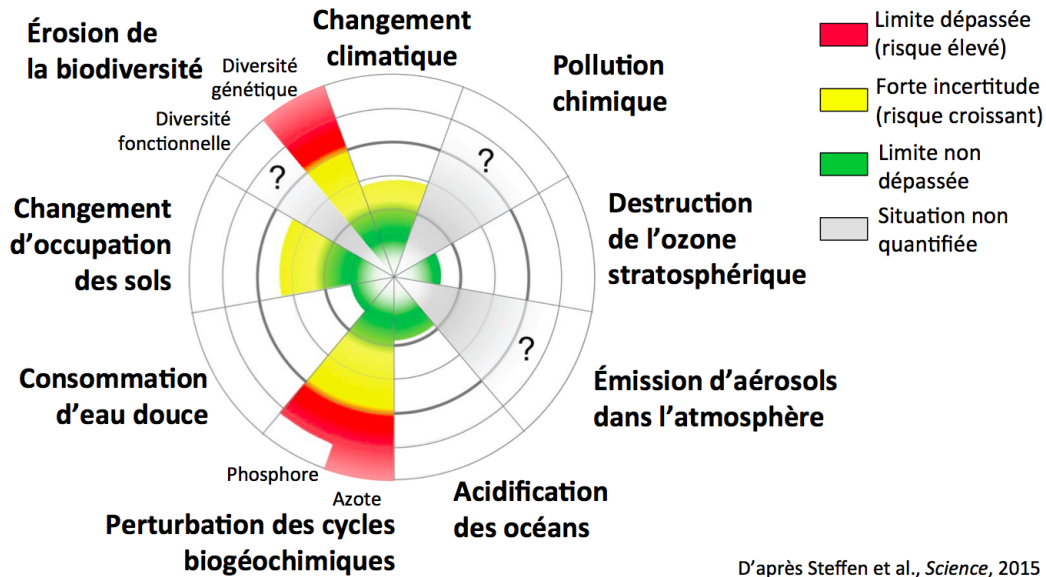 Érosion de
la biodiversité
Diversité
génétique
Diversité
fonctionnelle
Changement
climatique
Pollution
chimique
Limite dépassée
(risque élevé)
Forte incertitude
(risque croissant)
Limite non
dépassée
Situation non
quantifiée
?
?
Changement
d'occupation
des sols
Destruction
de l'ozone
stratosphérique
?
Consommation
d'eau douce
Émission d'aérosols
dans l'atmosphère
Phosphore
Azote
Perturbation des cycles
biogéochimiques
Acidification
des océans
D'après Steffen et al., Science, 2015